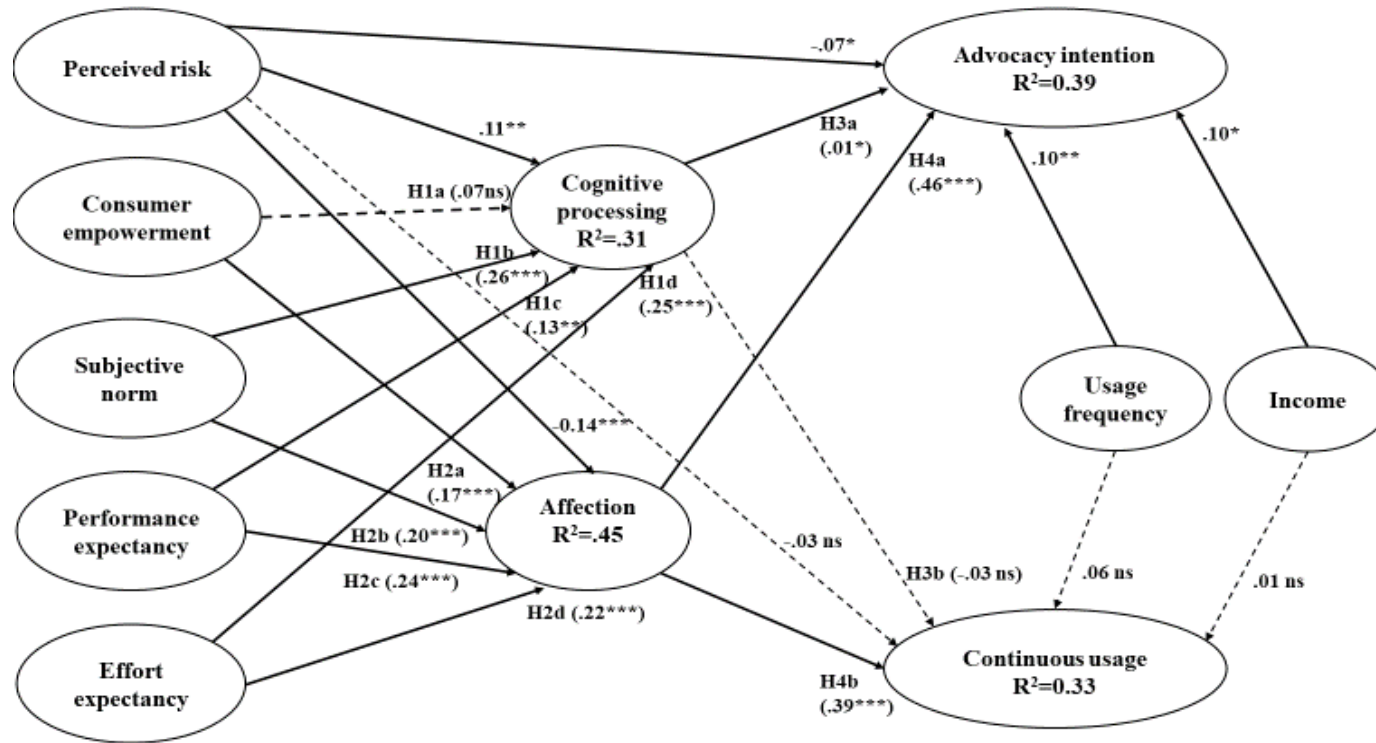 Perceived risk
Consumer
empowerment
Subjective
norm
Performance
expectancy
Effort
expectancy
.11**
H1a (.07ns)
H1b
(.26***)
H1c
(.13**)
H1d
(.25***)
Cognitive
processing
R²=.31
-0.14***
H2a
(.17***)
H2b (.20***)
H2c (.24***)
H2d (.22***)
Affection
R²=.45
-.07*
H3a
(.01*)
H4a
(.46***)
.10**
.10*
Advocacy intention
R²=0.39
Usage
frequency
Income
-.03 ns
H3b (-.03 ns)
.06 ns
.01 ns
H4b
(.39***)
Continuous usage
R²=0.33